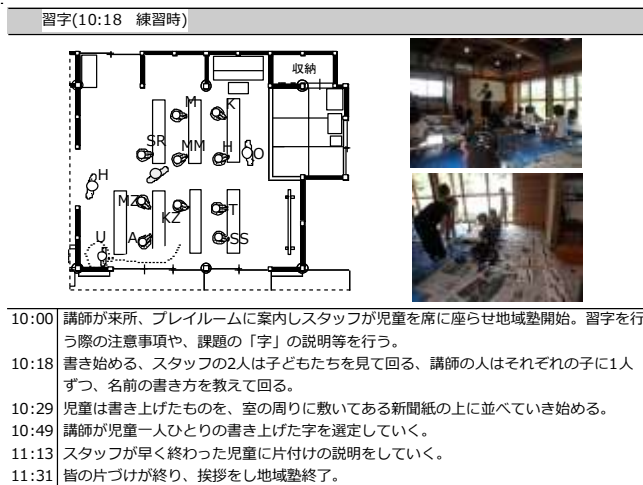 習字(10:18 練習時)
収納
M
K
SR
MM
H
O
H
MZ
KZ
T
U
A
SS
10:00 講師が来所、プレイルームに案内しスタッフが児童を席に座らせ地域塾開始。習字を行
う際の注意事項や、課題の「字」の説明等を行う。
10:18 書き始める、スタッフの2人は子どもたちを見て回る、講師の人はそれぞれの子に1人
ずつ、名前の書き方を教えて回る。
10:29 児童は書き上げたものを、室の周りに敷いてある新聞紙の上に並べていき始める。
10:49 講師が児童一人ひとりの書き上げた字を選定していく。
11:13 スタッフが早く終わった児童に片付けの説明をしていく。
11:31 皆の片づけが終り、挨拶をし地域塾終了。